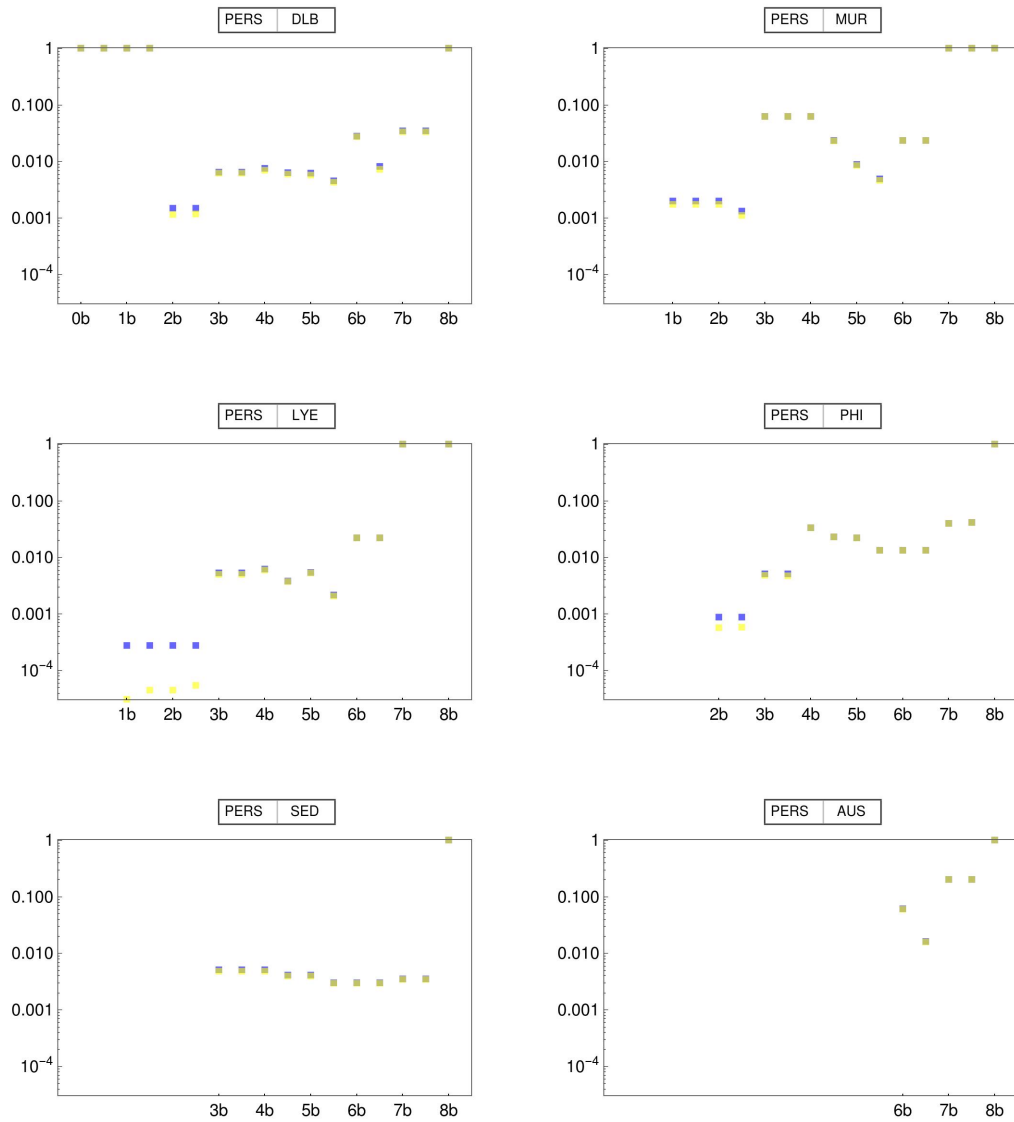 PERS DLB
1
0.100
0.010
0.001
10⁻⁴
0b 1b 2b 3b 4b 5b 6b 7b 8b
PERS MUR
1
0.100
0.010
0.001
10⁻⁴
1b 2b 3b 4b 5b 6b 7b 8b
PERS LYE
1
0.100
0.010
0.001
10⁻⁴
1b 2b 3b 4b 5b 6b 7b 8b
PERS PHI
1
0.100
0.010
0.001
10⁻⁴
2b 3b 4b 5b 6b 7b 8b
PERS SED
1
0.100
0.010
0.001
10⁻⁴
3b 4b 5b 6b 7b 8b
PERS AUS
1
0.100
0.010
0.001
10⁻⁴
6b 7b 8b